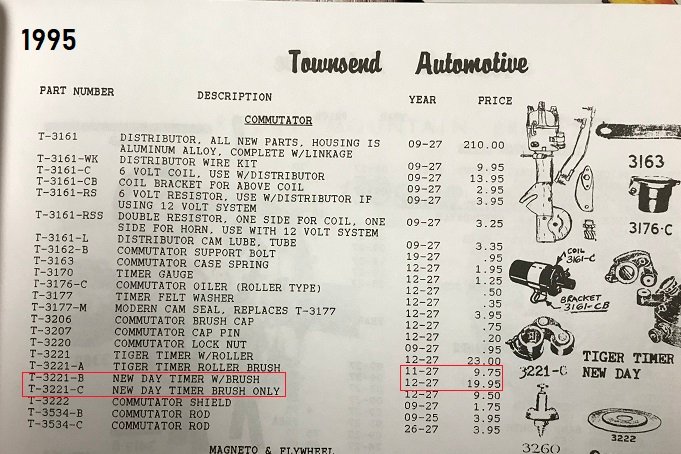 1995
Townsend Automotive
PART NUMBER DESCRIPTION YEAR PRICE
COMMUTATOR
T-3161 DISTRIBUTOR, ALL NEW PARTS, HOUSING IS
ALUMINUM ALLOY, COMPLETE W/LINKAGE 09-27 210.00
T-3161-WK DISTRIBUTOR WIRE KIT 09-27 9.95
T-3161-C 6 VOLT COIL, USE W/DISTRIBUTOR 09-27 13.95
T-3161-CB COIL BRACKET FOR ABOVE COIL 09-27 2.95
T-3161-RS 6 VOLT RESISTOR, USE W/DISTRIBUTOR IF 09-27 3.95
USING 12 VOLT SYSTEM
T-3161-RSS DOUBLE RESISTOR, ONE SIDE FOR COIL, ONE
SIDE FOR HORN, USE WITH 12 VOLT SYSTEM 09-27 3.25
T-3161-L DISTRIBUTOR CAM LUBE, TUBE 09-27 3.35
T-3162-B COMMUTATOR SUPPORT BOLT 19-27 .95
T-3163 COMMUTATOR CASE SPRING 12-27 1.95
T-3170 TIMER GAUGE 12-27 1.25
T-3176-C COMMUTATOR OILER (ROLLER TYPE) 12-27 .50
T-3177 TIMER FELT WASHER 12-27 .35
T-3177-M MODERN CAM SEAL, REPLACES T-3177 12-27 3.95
T-3206 COMMUTATOR BRUSH CAP 12-27 .75
T-3207 COMMUTATOR CAP PIN 12-27 .20
T-3220 COMMUTATOR LOCK NUT 09-27 .95
T-3221 TIGER TIMER W/ROLLER 12-27 23.00
T-3221-A TIGER TIMER ROLLER BRUSH 11-27 9.75
T-3221-B NEW DAY TIMER W/BRUSH 12-27 19.95
T-3221-C NEW DAY TIMER BRUSH ONLY 12-27 9.50
T-3222 COMMUTATOR SHIELD 09-27 1.75
T-3534-B COMMUTATOR ROD 09-25 3.95
T-3534-C COMMUTATOR ROD 26-27 3.95
MAGNETO & FLYWHEEL
3163
3176-C
COIL
3161-C
BRACKET
3161-CB
TIGER TIMER
3221-C NEW DAY
3260
3222